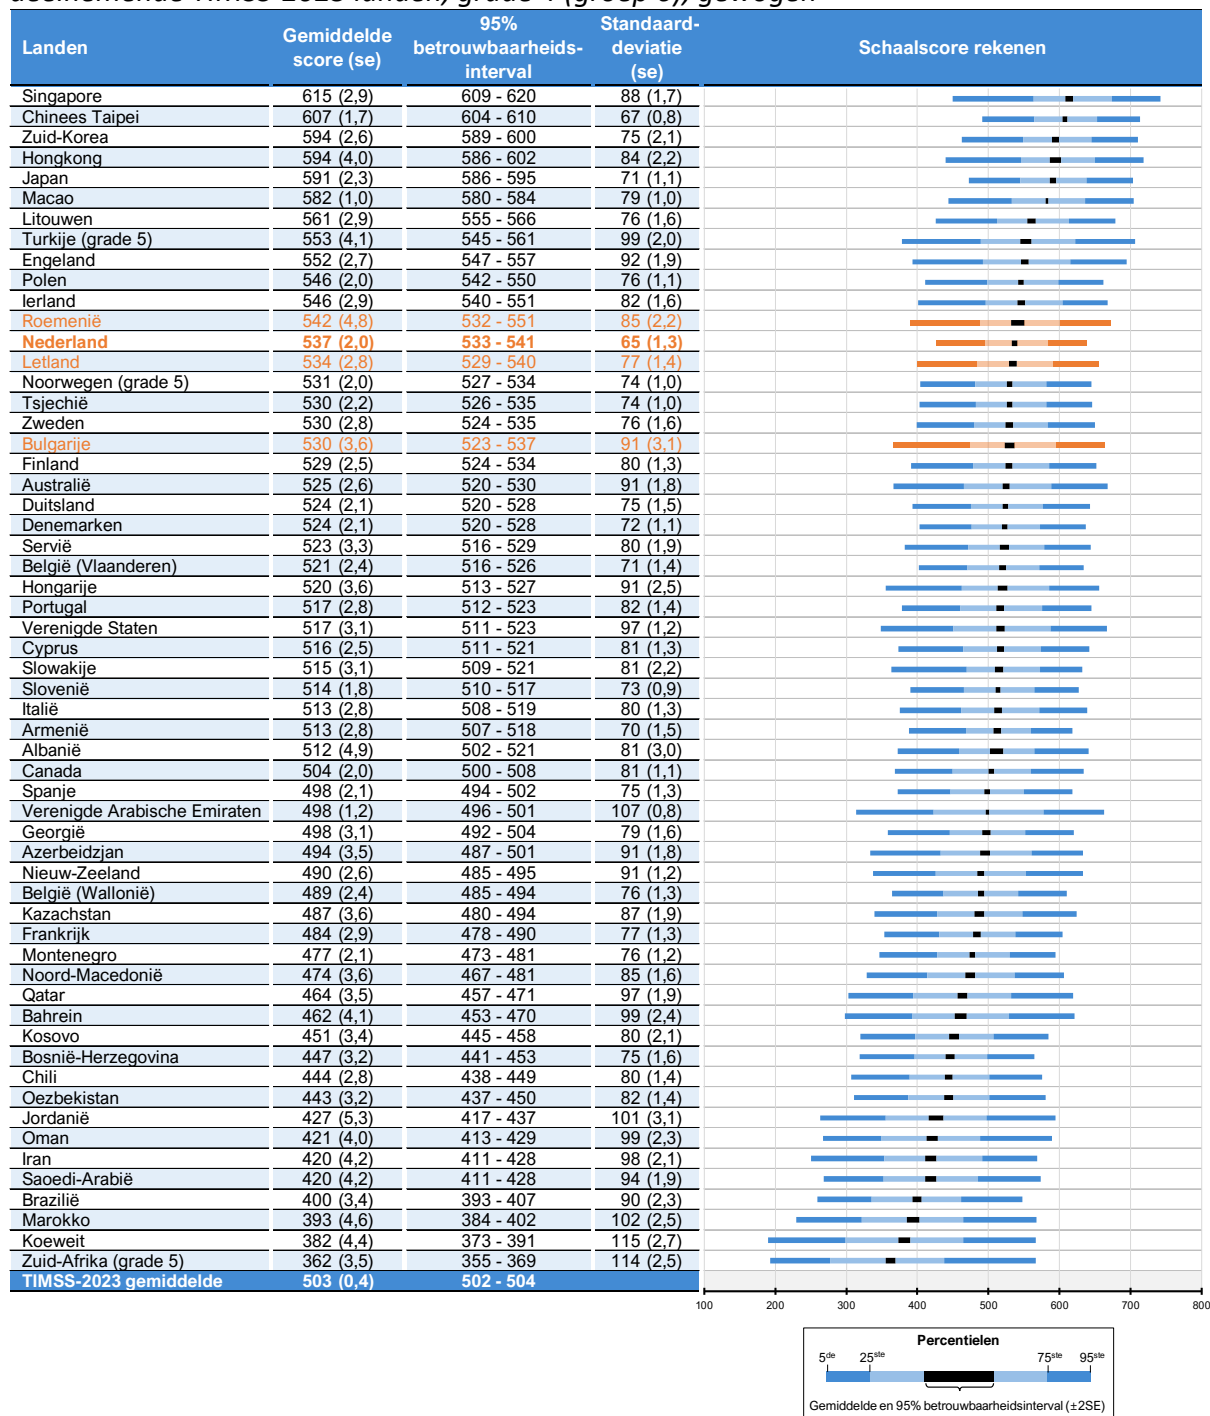 deelnemende TIMSS-2023-landen, grade 4 (groep 6), gewogen
Landen Gemiddelde score (se) 95% betrouwbaarheids-interval Standaard-deviatie (se) Schaalscore rekenen
Singapore 615 (2,9) 609 - 620 88 (1,7)
Chinees Taipei 607 (1,7) 604 - 610 67 (0,8)
Zuid-Korea 594 (2,6) 589 - 600 75 (2,1)
Hongkong 594 (4,0) 586 - 602 84 (2,2)
Japan 591 (2,3) 586 - 595 71 (1,1)
Macao 582 (1,0) 580 - 584 79 (1,0)
Litouwen 561 (2,9) 555 - 566 76 (1,6)
Turkije (grade 5) 553 (4,1) 545 - 561 99 (2,0)
Engeland 552 (2,7) 547 - 557 92 (1,9)
Polen 546 (2,0) 542 - 550 76 (1,1)
Ierland 546 (2,9) 540 - 551 82 (1,6)
Roemenië 542 (4,8) 532 - 551 85 (2,2)
Nederland 537 (2,0) 533 - 541 65 (1,3)
Letland 534 (2,8) 529 - 540 77 (1,4)
Noorwegen (grade 5) 531 (2,0) 527 - 534 74 (1,0)
Tsjechië 530 (2,2) 526 - 535 74 (1,0)
Zweden 530 (2,8) 524 - 535 76 (1,6)
Bulgarije 530 (3,6) 523 - 537 91 (3,1)
Finland 529 (2,5) 524 - 534 80 (1,3)
Australië 525 (2,6) 520 - 530 91 (1,8)
Duitsland 524 (2,1) 520 - 528 75 (1,5)
Denemarken 524 (2,1) 520 - 528 72 (1,1)
Servië 523 (3,3) 516 - 529 80 (1,9)
België (Vlaanderen) 521 (2,4) 516 - 526 71 (1,4)
Hongarije 520 (3,6) 513 - 527 91 (2,5)
Portugal 517 (2,8) 512 - 523 82 (1,4)
Verenigde Staten 517 (3,1) 511 - 523 97 (1,2)
Cyprus 516 (2,5) 511 - 521 81 (1,3)
Slowakije 515 (3,1) 509 - 521 81 (2,2)
Slovenië 514 (1,8) 510 - 517 73 (0,9)
Italië 513 (2,8) 508 - 519 80 (1,3)
Armenië 513 (2,8) 507 - 518 70 (1,5)
Albanië 512 (4,9) 502 - 521 81 (3,0)
Canada 504 (2,0) 500 - 508 81 (1,1)
Spanje 498 (2,1) 494 - 502 75 (1,3)
Verenigde Arabische Emiraten 498 (1,2) 496 - 501 107 (0,8)
Georgië 498 (3,1) 492 - 504 79 (1,6)
Azerbeidzjan 494 (3,5) 487 - 501 91 (1,8)
Nieuw-Zeeland 490 (2,6) 485 - 495 91 (1,2)
België (Wallonië) 489 (2,4) 485 - 494 76 (1,3)
Kazachstan 487 (3,6) 480 - 494 87 (1,9)
Frankrijk 484 (2,9) 478 - 490 77 (1,3)
Montenegro 477 (2,1) 473 - 481 76 (1,2)
Noord-Macedonië 474 (3,6) 467 - 481 85 (1,6)
Qatar 464 (3,5) 457 - 471 97 (1,9)
Bahrein 462 (4,1) 453 - 470 99 (2,4)
Kosovo 451 (3,4) 445 - 458 80 (2,1)
Bosnië-Herzegovina 447 (3,2) 441 - 453 75 (1,6)
Chili 444 (2,8) 438 - 449 80 (1,4)
Oezbekistan 443 (3,2) 437 - 450 82 (1,4)
Jordanië 427 (5,3) 417 - 437 101 (3,1)
Oman 421 (4,0) 413 - 429 99 (2,3)
Iran 420 (4,2) 411 - 428 98 (2,1)
Saoedi-Arabië 420 (4,2) 411 - 428 94 (1,9)
Brazilië 400 (3,4) 393 - 407 90 (2,3)
Marokko 393 (4,6) 384 - 402 102 (2,5)
Koeweit 382 (4,4) 373 - 391 115 (2,7)
Zuid-Afrika (grade 5) 362 (3,5) 355 - 369 114 (2,5)
TIMSS-2023 gemiddelde 503 (0,4) 502 - 504
100 200 300 400 500 600 700 800
Percentielen
5de 25ste 75ste 95ste
Gemiddelde en 95% betrouwbaarheidsinterval (±2SE)